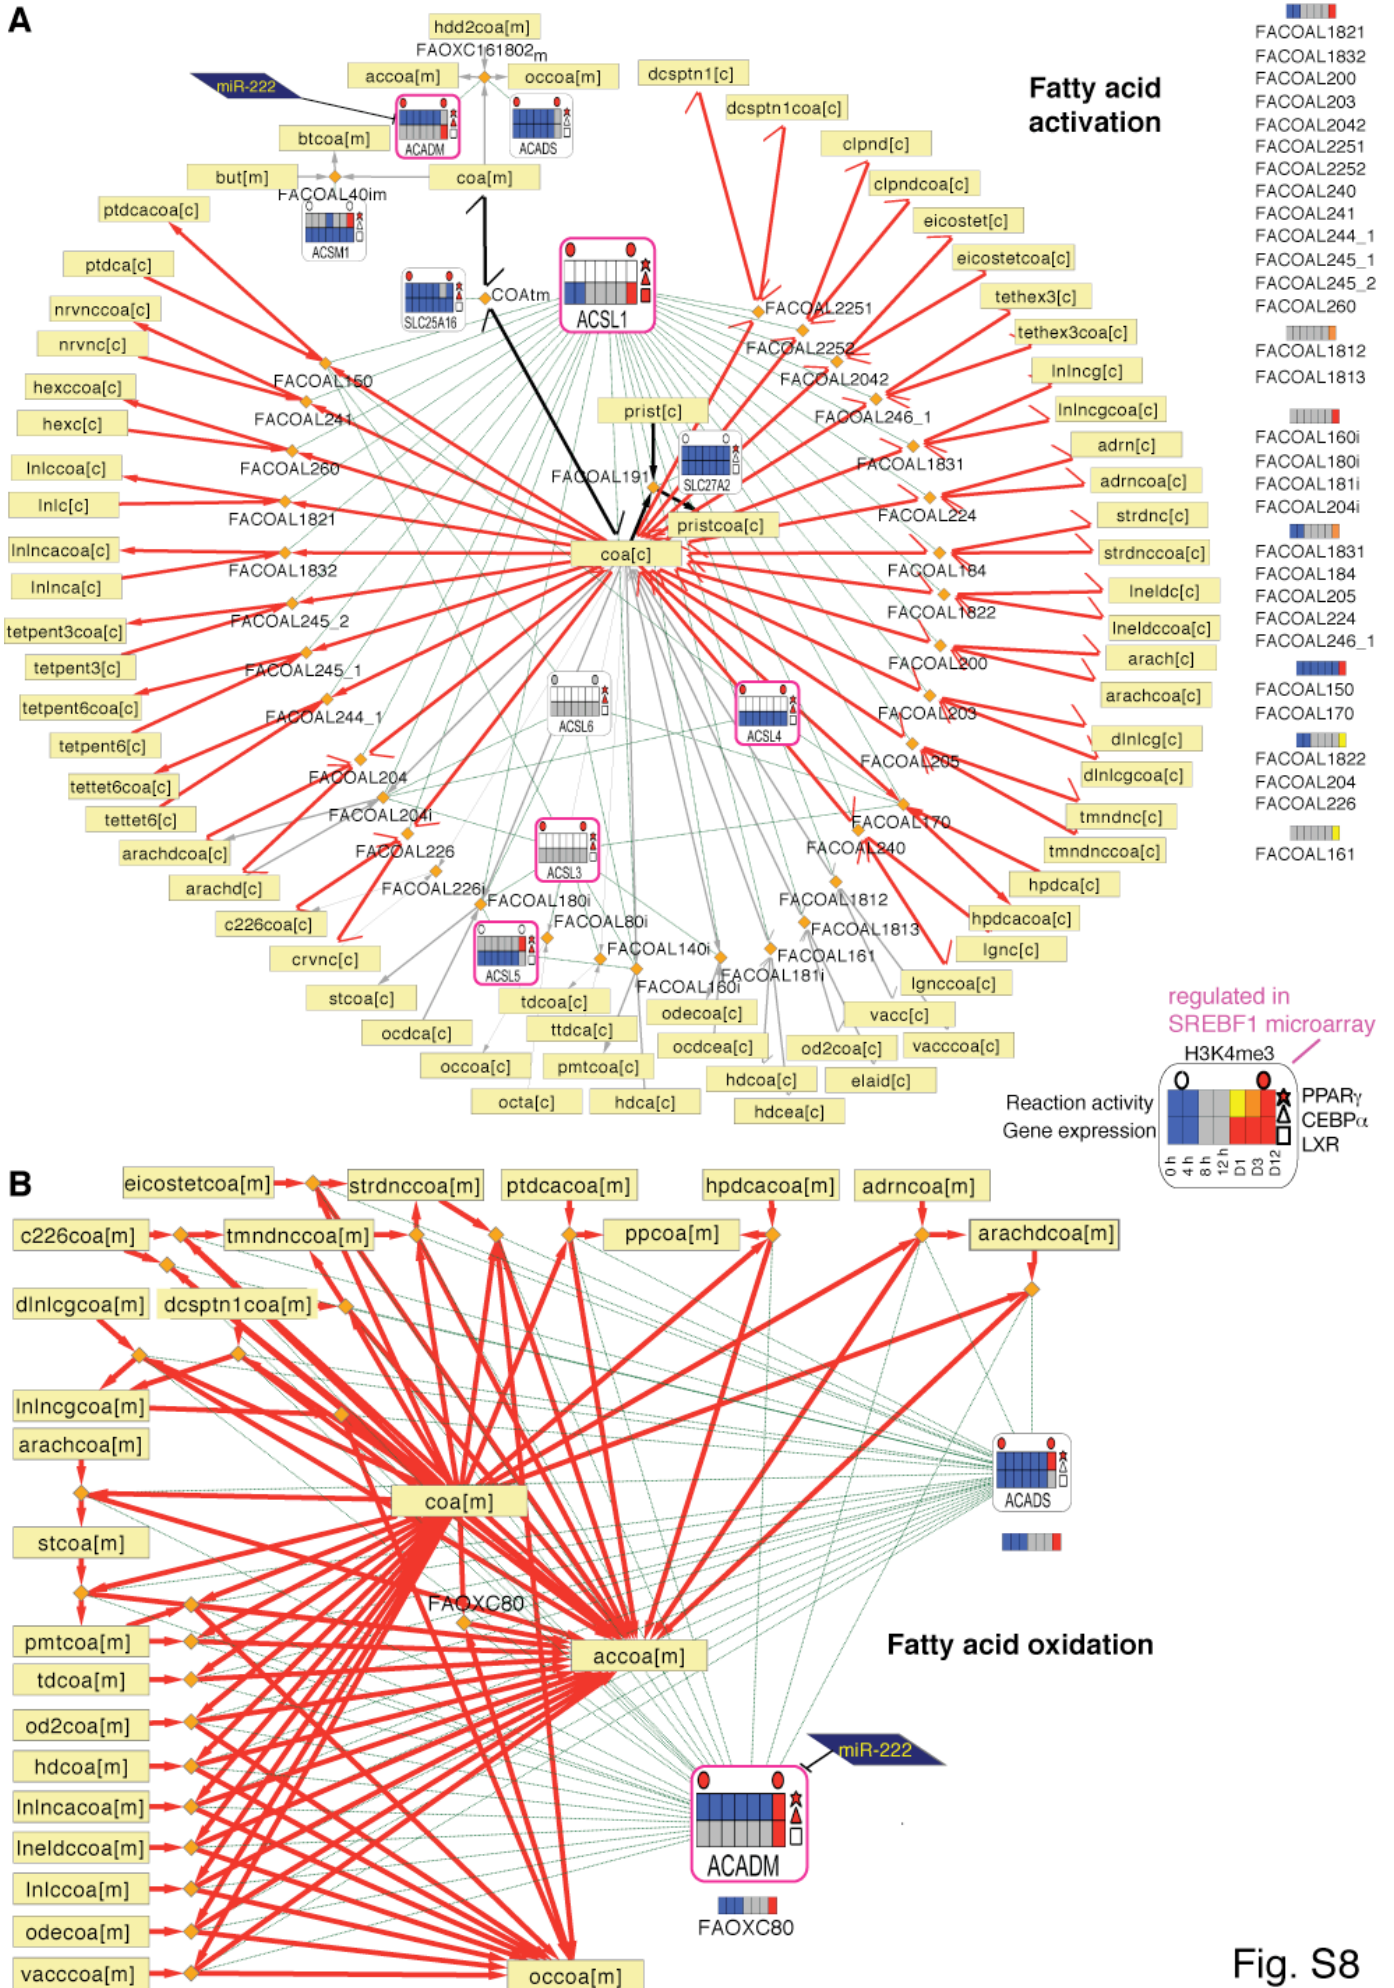 A
hdd2coa[m]
FAOXC161802m
accoa[m]
occoa[m]
dcsptn1[c]
miR-222
dcsptn1coa[c]
Fatty acid
activation
ACADM
ACADS
btcoa[m]
clpnd[c]
but[m]
coa[m]
clpndcoa[c]
FACOAL40im
ptdcacoa[c]
eicostet[c]
ACSM1
ptdca[c]
eicostetcoa[c]
SLC25A16
COAtm
ACSL1
tethex3[c]
nrvnccoa[c]
FACOAL2251
tethex3coa[c]
nrvnc[c]
FACOAL2252
lnlncg[c]
FACOAL150
FACOAL2042
hexccoa[c]
prist[c]
FACOAL246_1
lnlncgcoa[c]
hexc[c]
FACOAL241
adrn[c]
FACOAL260
FACOAL191
SLC27A2
FACOAL1831
lnlccoa[c]
adrncoa[c]
lnlc[c]
FACOAL1821
pristcoa[c]
FACOAL224
strdnc[c]
lnlncacoa[c]
coa[c]
strdnccoa[c]
FACOAL1832
FACOAL184
lnlnca[c]
lneldc[c]
FACOAL245_2
FACOAL1822
tetpent3coa[c]
lneldccoa[c]
tetpent3[c]
FACOAL245_1
FACOAL200
arach[c]
tetpent6coa[c]
arachcoa[c]
FACOAL244_1
ACSL6
ACSL4
FACOAL203
tetpent6[c]
dlnlcg[c]
FACOAL204
FACOAL205
tettet6coa[c]
dlnlcgcoa[c]
tettet6[c]
FACOAL204i
FACOAL170
tmndnc[c]
arachdcoa[c]
FACOAL226
ACSL3
FACOAL240
tmndnccoa[c]
arachd[c]
FACOAL226i
hpdca[c]
c226coa[c]
FACOAL180i
FACOAL1812
hpdcacoa[c]
FACOAL80i
FACOAL1813
crvnc[c]
ACSL5
FACOAL140i
FACOAL161
lgnc[c]
FACOAL160i
FACOAL181i
lgnccoa[c]
stcoa[c]
tdcoa[c]
odecoa[c]
vacc[c]
ocdca[c]
ttdca[c]
ocdcea[c]
od2coa[c]
vacccoa[c]
occoa[c]
pmtcoa[c]
hdcoa[c]
elaid[c]
octa[c]
hdca[c]
hdcea[c]
FACOAL1821
FACOAL1832
FACOAL200
FACOAL203
FACOAL2042
FACOAL2251
FACOAL2252
FACOAL240
FACOAL241
FACOAL244_1
FACOAL245_1
FACOAL245_2
FACOAL260
FACOAL1812
FACOAL1813
FACOAL160i
FACOAL180i
FACOAL181i
FACOAL204i
FACOAL1831
FACOAL184
FACOAL205
FACOAL224
FACOAL246_1
FACOAL150
FACOAL170
FACOAL1822
FACOAL204
FACOAL226
FACOAL161
regulated in
SREBF1 microarray
H3K4me3
Reaction activity
Gene expression
PPARγ
CEBPα
LXR
0 h 4 h 8 h 12 h D1 D3 D12
B
eicostetcoa[m]
strdnccoa[m]
ptdcacoa[m]
hpdcacoa[m]
adrncoa[m]
c226coa[m]
tmndnccoa[m]
ppcoa[m]
arachdcoa[m]
dlnlcgcoa[m]
dcsptn1coa[m]
lnlncgcoa[m]
arachcoa[m]
coa[m]
ACADS
stcoa[m]
FAOXC80
pmtcoa[m]
accoa[m]
Fatty acid oxidation
tdcoa[m]
od2coa[m]
miR-222
hdcoa[m]
lnlncacoa[m]
lneldccoa[m]
ACADM
lnlccoa[m]
odecoa[m]
FAOXC80
vacccoa[m]
occoa[m]
Fig. S8